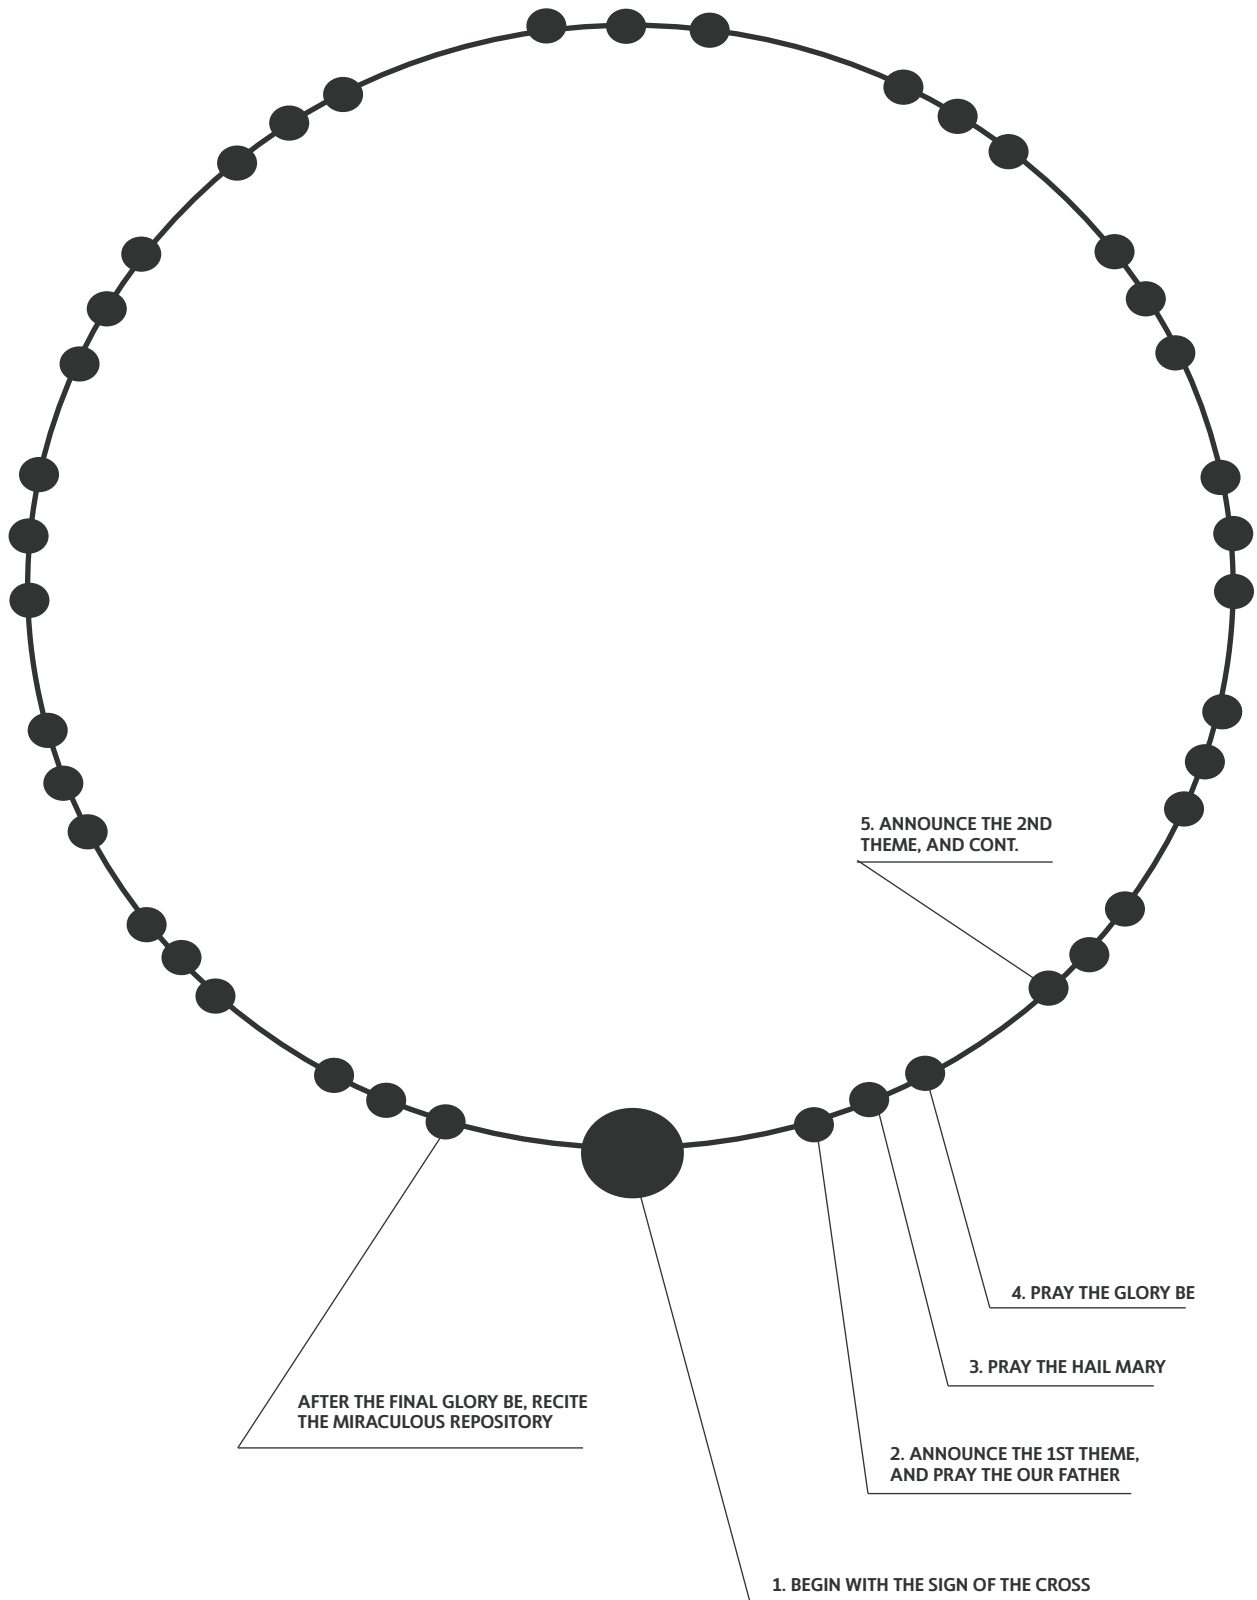 5. ANNOUNCE THE 2ND
THEME, AND CONT.
4. PRAY THE GLORY BE
3. PRAY THE HAIL MARY
AFTER THE FINAL GLORY BE, RECITE
THE MIRACULOUS REPOSITORY
2. ANNOUNCE THE 1ST THEME,
AND PRAY THE OUR FATHER
1. BEGIN WITH THE SIGN OF THE CROSS